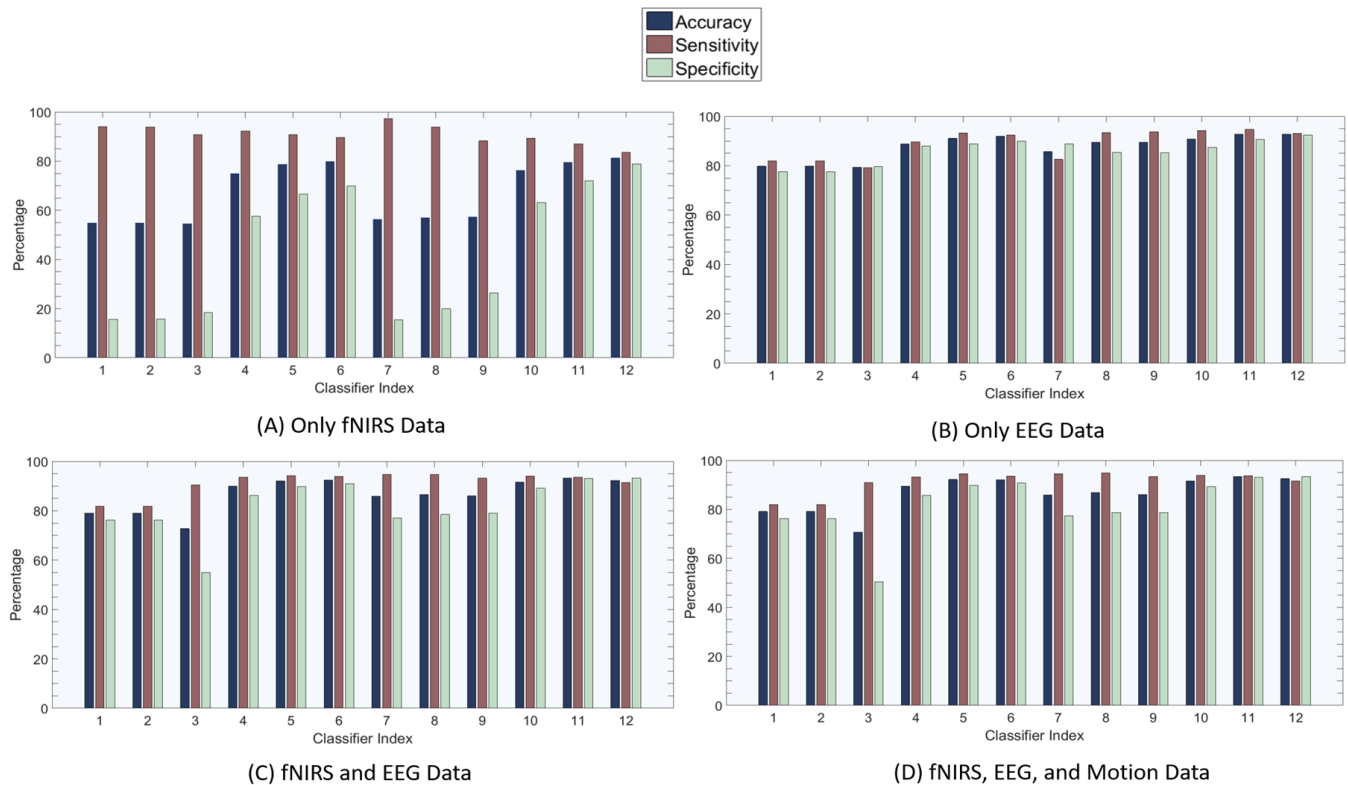 Accuracy
Sensitivity
Specificity
100
80
60
40
20
0
Percentage
1 2 3 4 5 6 7 8 9 10 11 12
Classifier Index
(A) Only fNIRS Data
100
80
60
40
20
0
Percentage
1 2 3 4 5 6 7 8 9 10 11 12
Classifier Index
(B) Only EEG Data
100
80
60
40
20
0
Percentage
1 2 3 4 5 6 7 8 9 10 11 12
Classifier Index
(C) fNIRS and EEG Data
100
80
60
40
20
0
Percentage
1 2 3 4 5 6 7 8 9 10 11 12
Classifier Index
(D) fNIRS, EEG, and Motion Data